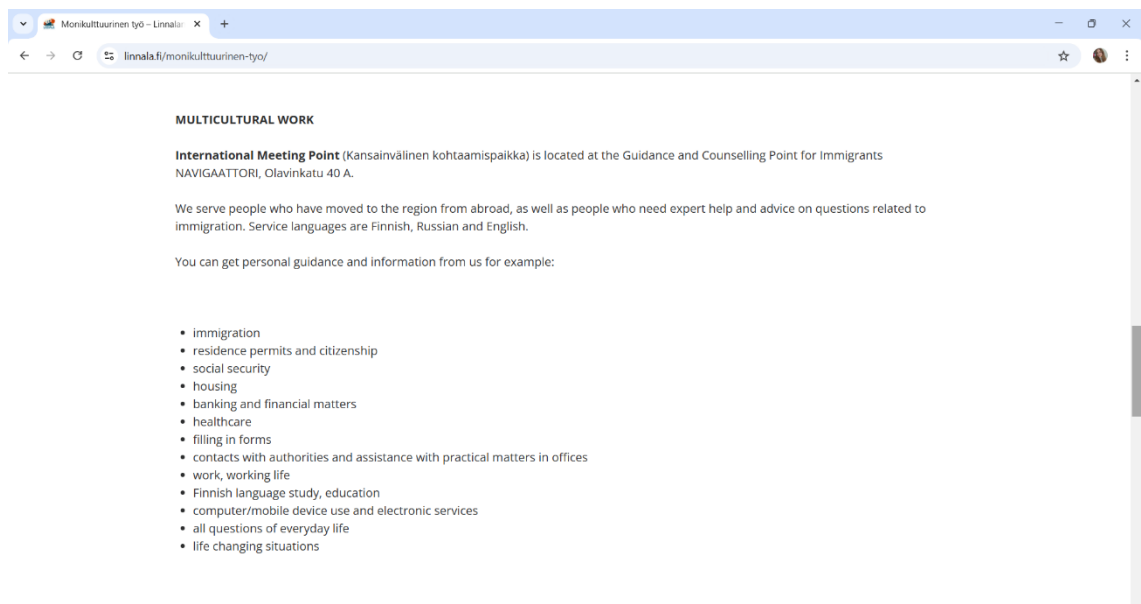 Monikulttuurinen työ – Linnalan
linnala.fi/monikulttuurinen-tyo/
MULTICULTURAL WORK
International Meeting Point (Kansainvälinen kohtaamispaikka) is located at the Guidance and Counselling Point for Immigrants
NAVIGAATTORI, Olavinkatu 40 A.
We serve people who have moved to the region from abroad, as well as people who need expert help and advice on questions related to
immigration. Service languages are Finnish, Russian and English.
You can get personal guidance and information from us for example:
• immigration
• residence permits and citizenship
• social security
• housing
• banking and financial matters
• healthcare
• filling in forms
• contacts with authorities and assistance with practical matters in offices
• work, working life
• Finnish language study, education
• computer/mobile device use and electronic services
• all questions of everyday life
• life changing situations